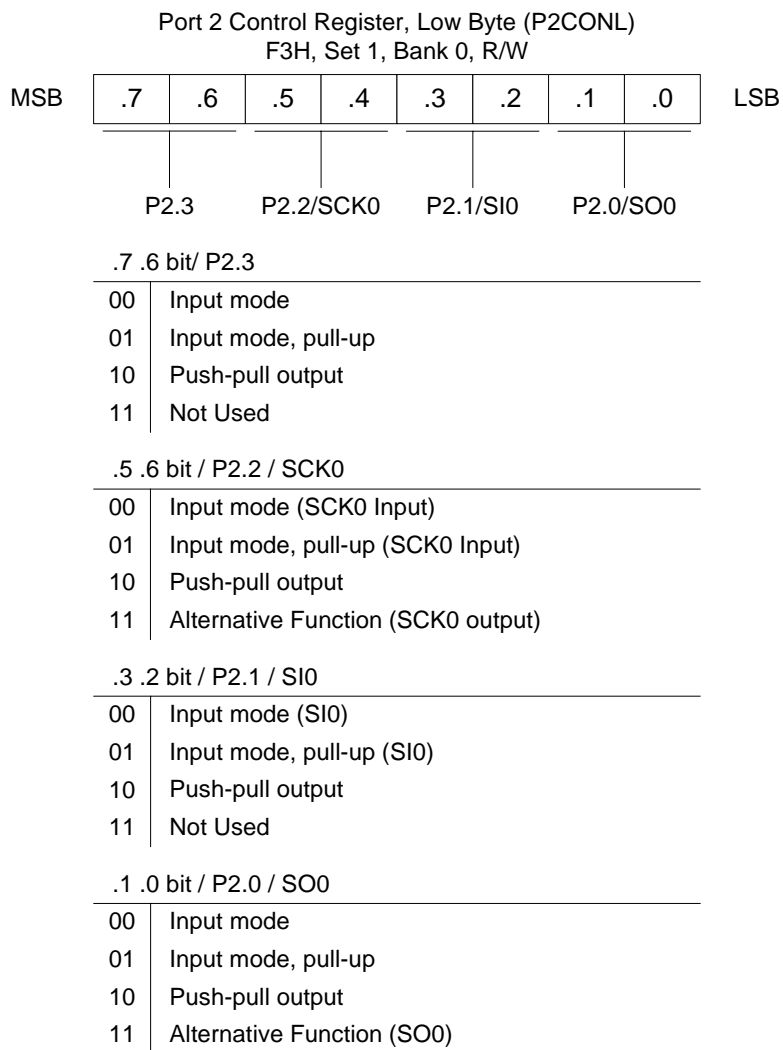 Port 2 Control Register, Low Byte (P2CONL)
F3H, Set 1, Bank 0, R/W
MSB .7 .6 .5 .4 .3 .2 .1 .0 LSB
P2.3 P2.2/SCK0 P2.1/SI0 P2.0/SO0
.7 .6 bit/ P2.3
00 Input mode
01 Input mode, pull-up
10 Push-pull output
11 Not Used
.5 .6 bit / P2.2 / SCK0
00 Input mode (SCK0 Input)
01 Input mode, pull-up (SCK0 Input)
10 Push-pull output
11 Alternative Function (SCK0 output)
.3 .2 bit / P2.1 / SI0
00 Input mode (SI0)
01 Input mode, pull-up (SI0)
10 Push-pull output
11 Not Used
.1 .0 bit / P2.0 / SO0
00 Input mode
01 Input mode, pull-up
10 Push-pull output
11 Alternative Function (SO0)